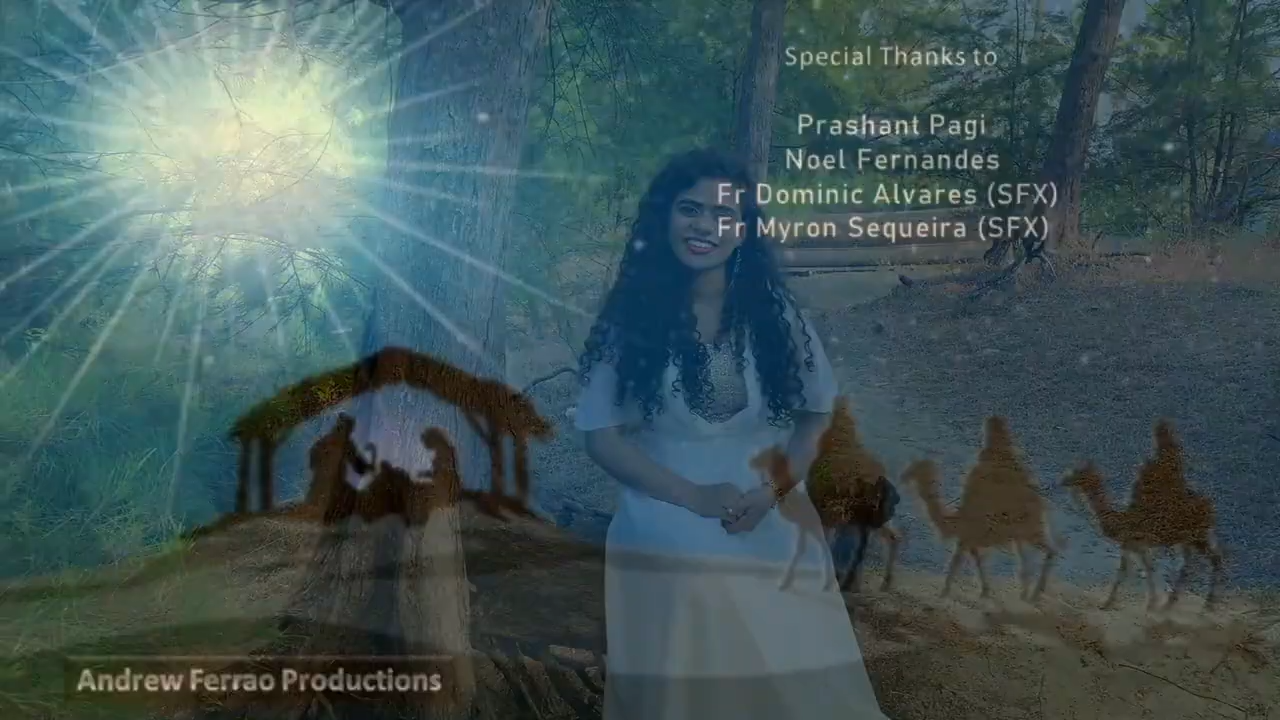 Special Thanks to
Prashant Pagi
Noel Fernandes
Fr Dominic Alvares (SFX)
Fr Myron Sequeira (SFX)
Andrew Ferrao Productions